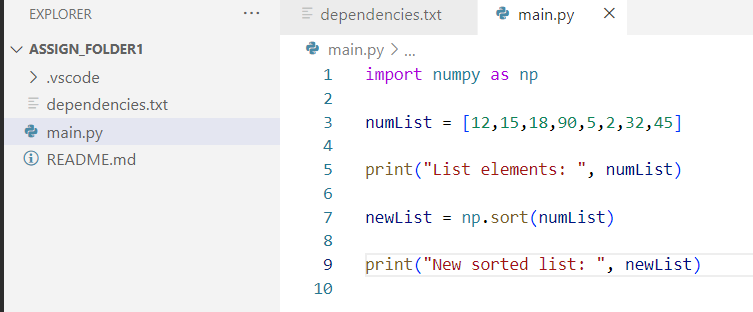 EXPLORER
...
ASSIGN_FOLDER1
.vscode
dependencies.txt
main.py
README.md
dependencies.txt
main.py
main.py > ...
1 import numpy as np
2
3 numList = [12,15,18,90,5,2,32,45]
4
5 print("List elements: ", numList)
6
7 newList = np.sort(numList)
8
9 print("New sorted list: ", newList)
10